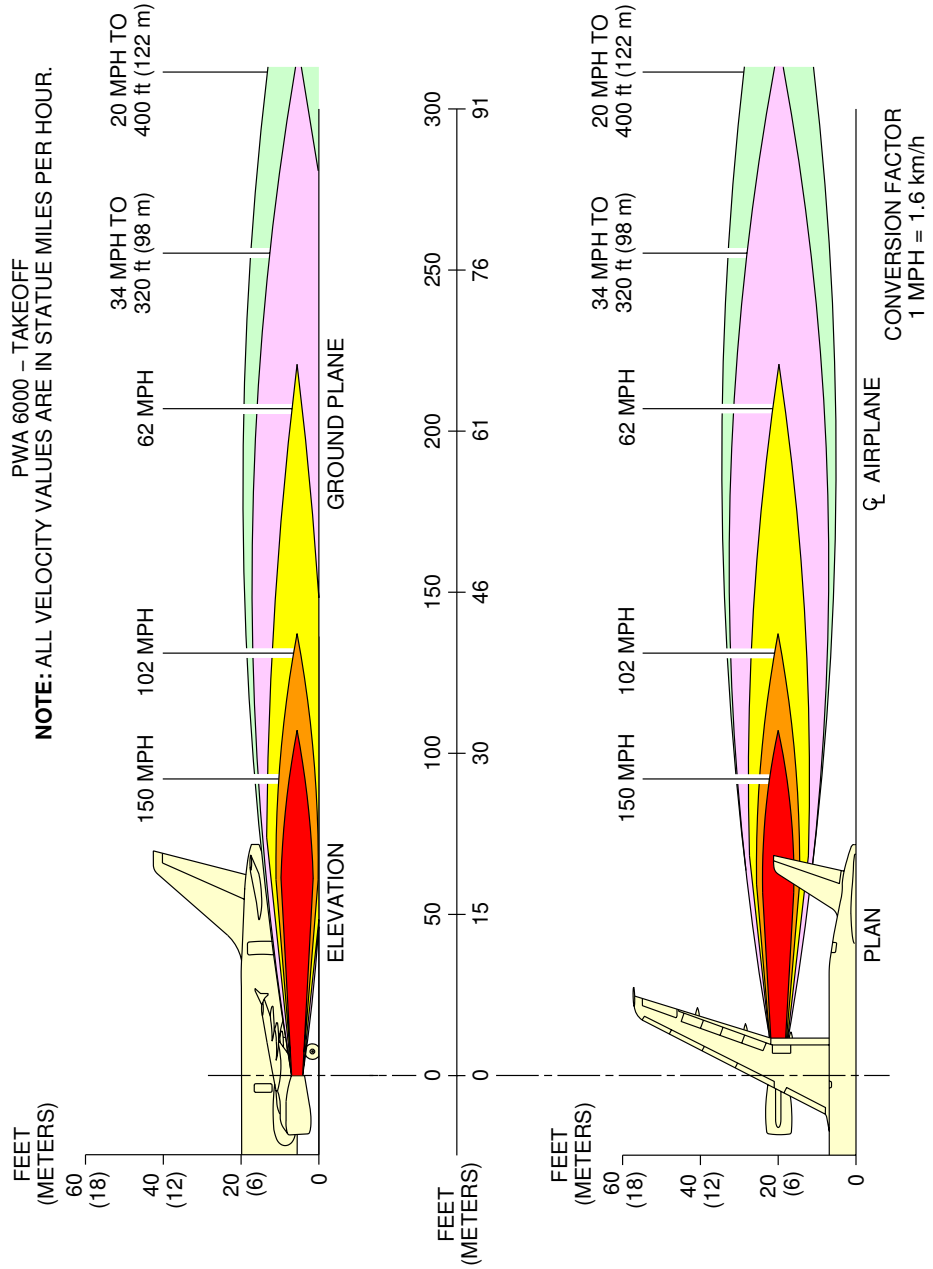 PWA 6000 – TAKEOFF
NOTE: ALL VELOCITY VALUES ARE IN STATUE MILES PER HOUR.
FEET
(METERS)
60
(18)
40
(12)
20
(6)
0
150 MPH
102 MPH
62 MPH
34 MPH TO
320 ft (98 m)
20 MPH TO
400 ft (122 m)
ELEVATION
GROUND PLANE
FEET
(METERS)
0
50
100
150
200
250
300
0
15
30
46
61
76
91
FEET
(METERS)
60
(18)
40
(12)
20
(6)
0
150 MPH
102 MPH
62 MPH
34 MPH TO
320 ft (98 m)
20 MPH TO
400 ft (122 m)
PLAN
℄ AIRPLANE
CONVERSION FACTOR
1 MPH = 1.6 km/h